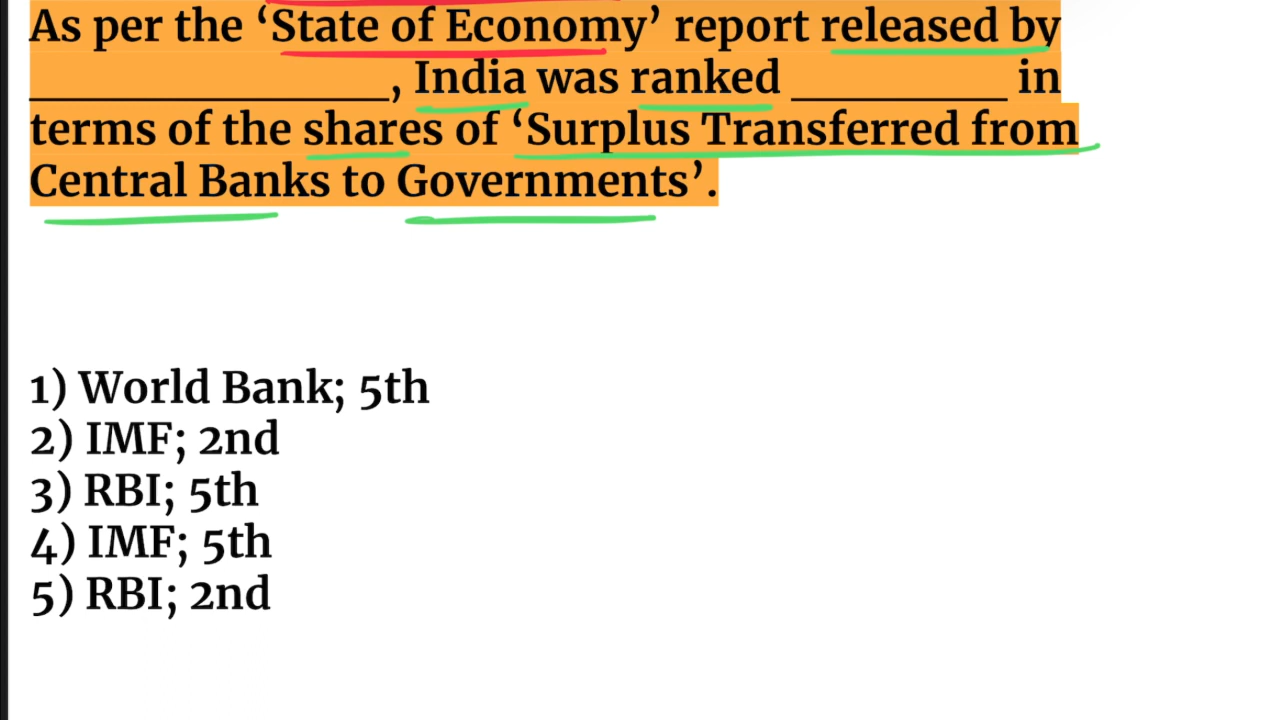 As per the ‘State of Economy’ report released by
_______________, India was ranked _________ in
terms of the shares of ‘Surplus Transferred from
Central Banks to Governments’.
1) World Bank; 5th
2) IMF; 2nd
3) RBI; 5th
4) IMF; 5th
5) RBI; 2nd